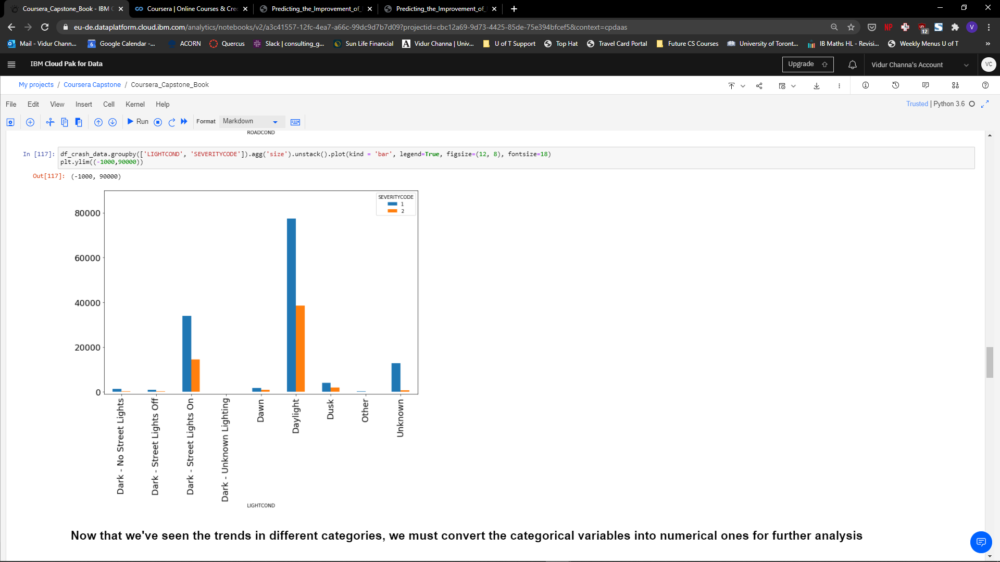 Coursera_Capstone_Book - IBM C
Coursera | Online Courses & Cred
Predicting_the_Improvement_of_
Predicting_the_Improvement_of_
eu-de.dataplatform.cloud.ibm.com/analytics/notebooks/v2/a3c41557-12fc-4ea7-a66c-99dc9d7b7d09?projectid=cbc12a69-9d73-4425-85de-75e394bfcef5&context=cpdaas
NP
12
V
Mail - Vidur Chann...
6
Google Calendar -...
ACORN
Quercus
Slack | consulting_g...
Sun Life Financial
A
Vidur Channa | Univ...
U of T Support
Top Hat
Travel Card Portal
Future CS Courses
University of Toront...
IB Maths HL - Revisi...
Weekly Menus U of T
»
IBM Cloud Pak for Data
Upgrade
Vidur Channa's Account
VC
My projects / Coursera Capstone / Coursera_Capstone_Book
File Edit View Insert Cell Kernel Help
Trusted | Python 3.6
Run
Format
Markdown
ROADCOND
In [117]: df_crash_data.groupby(['LIGHTCOND', 'SEVERITYCODE']).agg('size').unstack().plot(kind = 'bar', legend=True, figsize=(12, 8), fontsize=18)
plt.ylim((-1000,90000))
Out[117]: (-1000, 90000)
SEVERITYCODE
1
2
80000
60000
40000
20000
0
Dark - No Street Lights
Dark - Street Lights Off
Dark - Street Lights On
Dark - Unknown Lighting
Dawn
Daylight
Dusk
Other
Unknown
LIGHTCOND
Now that we've seen the trends in different categories, we must convert the categorical variables into numerical ones for further analysis